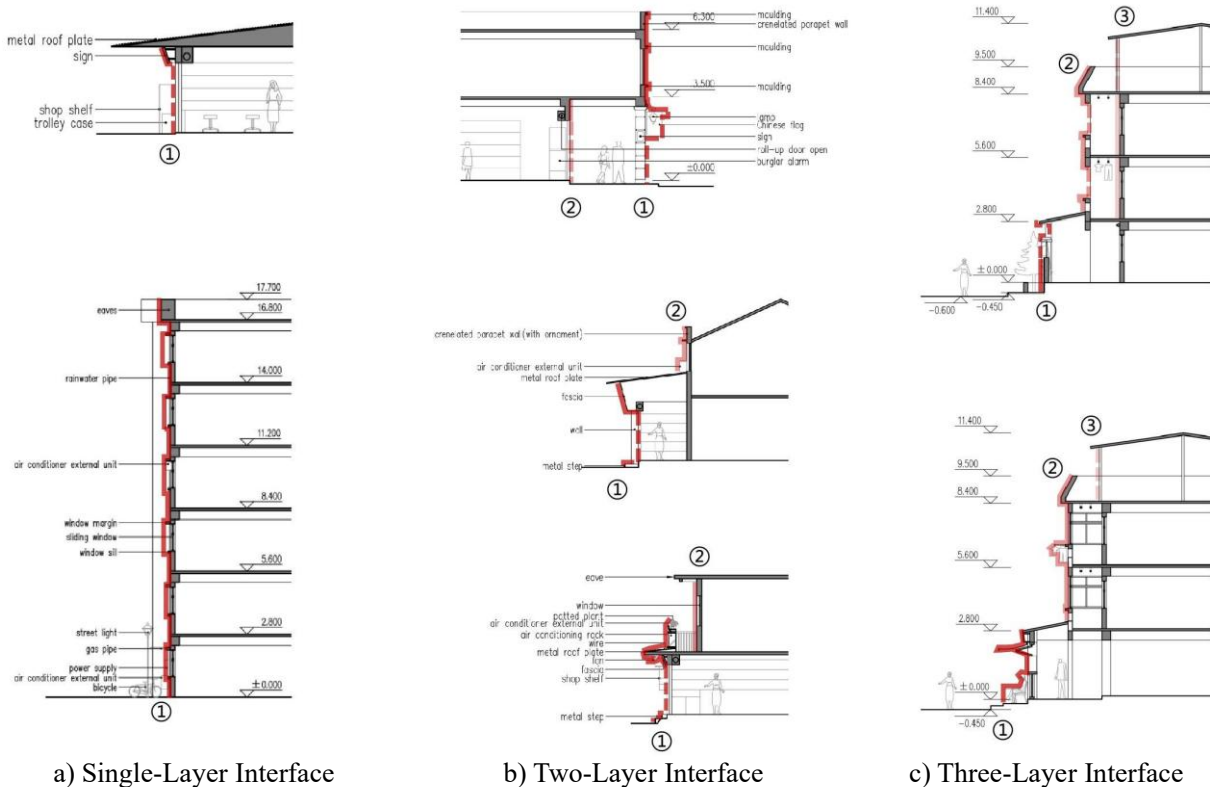 metal roof plate
sign
shop shelf
trolley case
①
17.700
16.800
eaves
rainwater pipe
14.000
11.200
air conditioner external unit
8.400
window margin
sliding window
window sill
5.600
street light
2.800
gas pipe
power supply
air conditioner external unit
bicycle
±0.000
①
a) Single-Layer Interface
6.300
moulding
crenelated parapet wall
moulding
3.500
moulding
lamp
Chinese flag
sign
roll-up door open
burglar alarm
±0.000
②
①
②
crenelated parapet wall(with ornament)
air conditioner external unit
metal roof plate
fascia
wall
metal step
①
②
eave
window
potted plant
air conditioner external unit
air conditioning rack
wire
metal roof plate
fascia
shop shelf
metal step
①
b) Two-Layer Interface
11.400
③
9.500
②
8.400
5.600
2.800
±0.000
-0.450
-0.600
①
11.400
③
9.500
②
8.400
5.600
2.800
±0.000
-0.450
①
c) Three-Layer Interface